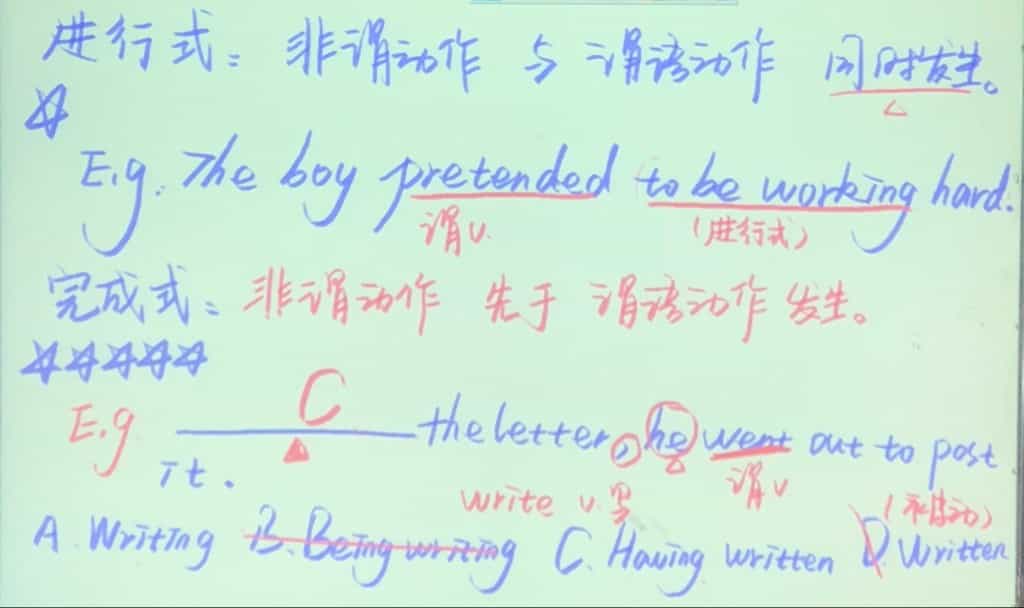 进行式：非谓动作 与 谓语动作 同时发生。
E.g. The boy pretended to be working hard.
谓v. (进行式)
完成式：非谓动作 先于 谓语动作 发生。
E.g C the letter, he went out to post
it. 谓v
write v.写 (表被动)
A. Writing B. Being writing C. Having written D. Written